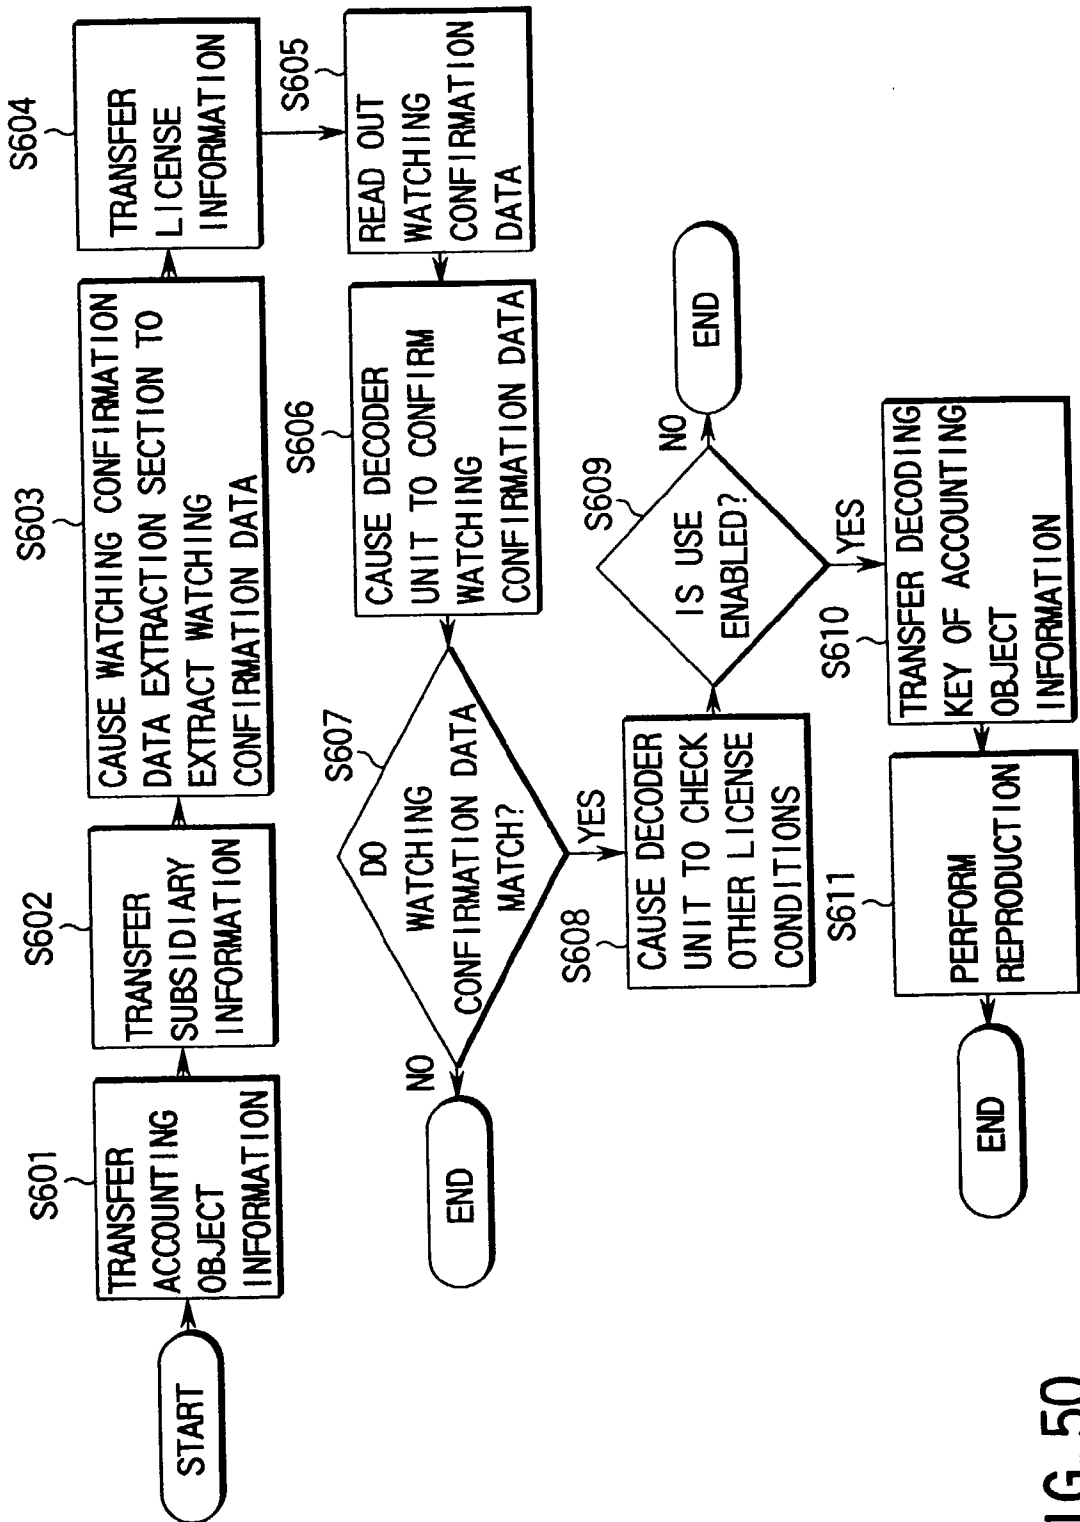 START
S601
TRANSFER
ACCOUNTING
OBJECT
INFORMATION
S602
TRANSFER
SUBSIDIARY
INFORMATION
S603
CAUSE WATCHING CONFIRMATION
DATA EXTRACTION SECTION TO
EXTRACT WATCHING
CONFIRMATION DATA
S604
TRANSFER
LICENSE
INFORMATION
S605
READ OUT
WATCHING
CONFIRMATION
DATA
S606
CAUSE DECODER
UNIT TO CONFIRM
WATCHING
CONFIRMATION DATA
S607
DO
WATCHING
CONFIRMATION DATA
MATCH?
NO
END
YES
S608
CAUSE DECODER
UNIT TO CHECK
OTHER LICENSE
CONDITIONS
S609
IS USE
ENABLED?
NO
END
YES
S610
TRANSFER DECODING
KEY OF ACCOUNTING
OBJECT
INFORMATION
S611
PERFORM
REPRODUCTION
END
IG. 50